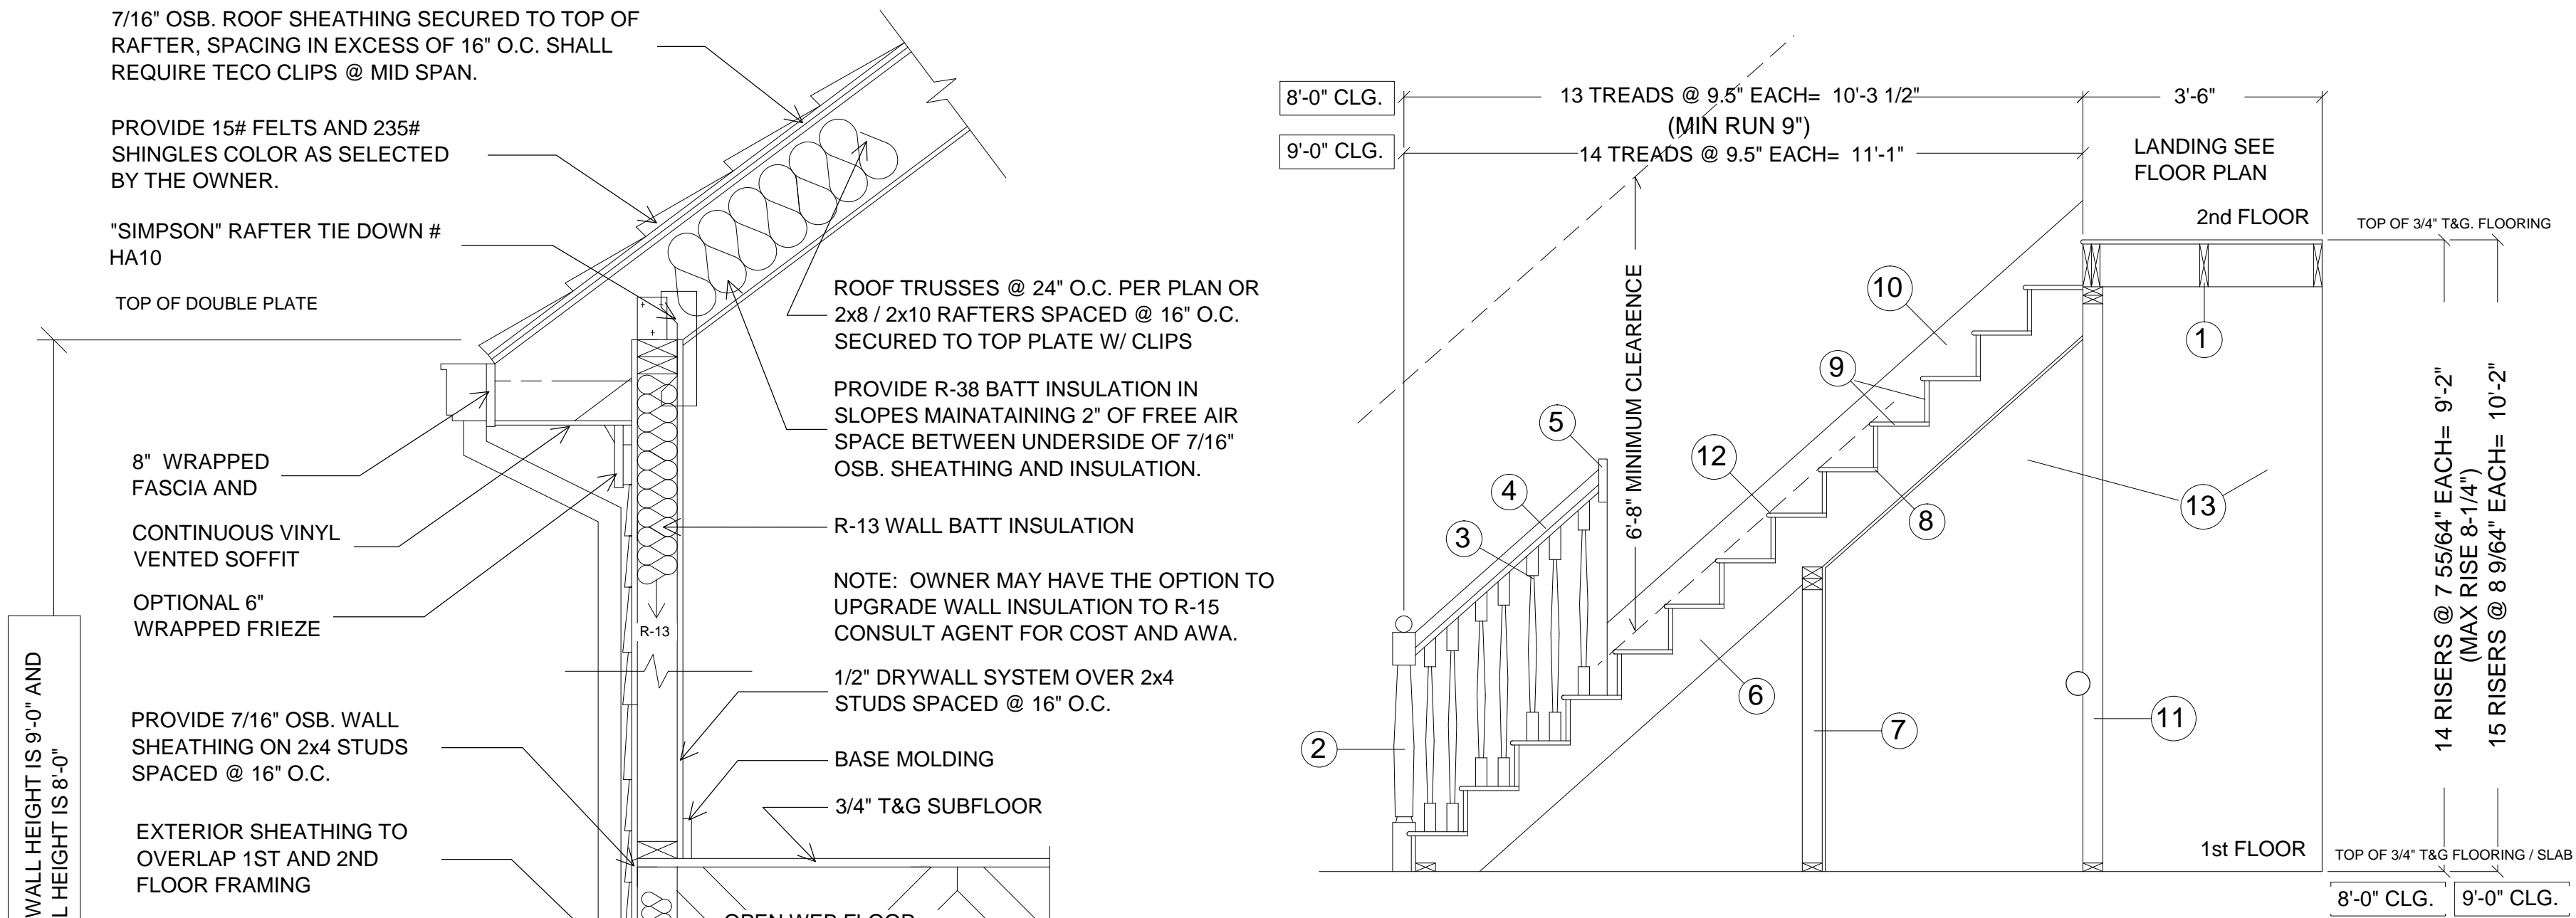 7/16" OSB. ROOF SHEATHING SECURED TO TOP OF
RAFTER, SPACING IN EXCESS OF 16" O.C. SHALL
REQUIRE TECO CLIPS @ MID SPAN.
PROVIDE 15# FELTS AND 235#
SHINGLES COLOR AS SELECTED
BY THE OWNER.
"SIMPSON" RAFTER TIE DOWN #
HA10
TOP OF DOUBLE PLATE
8" WRAPPED
FASCIA AND
CONTINUOUS VINYL
VENTED SOFFIT
OPTIONAL 6"
WRAPPED FRIEZE
WALL HEIGHT IS 9'-0" AND
L HEIGHT IS 8'-0"
PROVIDE 7/16" OSB. WALL
SHEATHING ON 2x4 STUDS
SPACED @ 16" O.C.
EXTERIOR SHEATHING TO
OVERLAP 1ST AND 2ND
FLOOR FRAMING
ROOF TRUSSES @ 24" O.C. PER PLAN OR
2x8 / 2x10 RAFTERS SPACED @ 16" O.C.
SECURED TO TOP PLATE W/ CLIPS
PROVIDE R-38 BATT INSULATION IN
SLOPES MAINATAINING 2" OF FREE AIR
SPACE BETWEEN UNDERSIDE OF 7/16"
OSB. SHEATHING AND INSULATION.
R-13 WALL BATT INSULATION
NOTE: OWNER MAY HAVE THE OPTION TO
UPGRADE WALL INSULATION TO R-15
CONSULT AGENT FOR COST AND AWA.
R-13
1/2" DRYWALL SYSTEM OVER 2x4
STUDS SPACED @ 16" O.C.
BASE MOLDING
3/4" T&G SUBFLOOR
OPEN WEB FLOOR
8'-0" CLG.
13 TREADS @ 9.5" EACH= 10'-3 1/2"
3'-6"
(MIN RUN 9")
9'-0" CLG.
14 TREADS @ 9.5" EACH= 11'-1"
LANDING SEE
FLOOR PLAN
2nd FLOOR
TOP OF 3/4" T&G. FLOORING
6'-8" MINIMUM CLEARENCE
10
1
9
5
12
4
3
8
13
6
7
11
2
14 RISERS @ 7 55/64" EACH= 9'-2"
(MAX RISE 8-1/4")
15 RISERS @ 8 9/64" EACH= 10'-2"
1st FLOOR
TOP OF 3/4" T&G FLOORING / SLAB
8'-0" CLG.
9'-0" CLG.